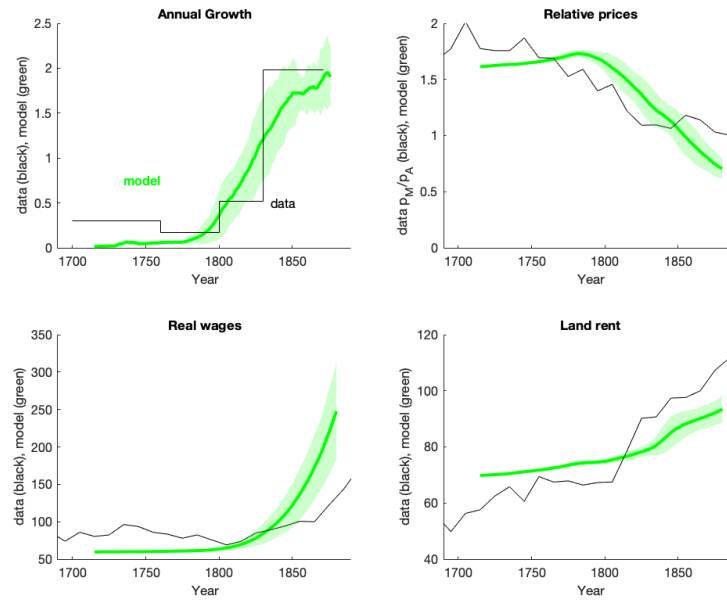 Annual Growth
data (black), model (green)
2.5
2
1.5
1
0.5
0
model
data
1700
1750
1800
1850
Year
Relative prices
data p_M/p_A (black), model (green)
2
1.5
1
0.5
0
1700
1750
1800
1850
Year
Real wages
data (black), model (green)
350
300
250
200
150
100
50
1700
1750
1800
1850
Year
Land rent
data (black), model (green)
120
100
80
60
40
1700
1750
1800
1850
Year